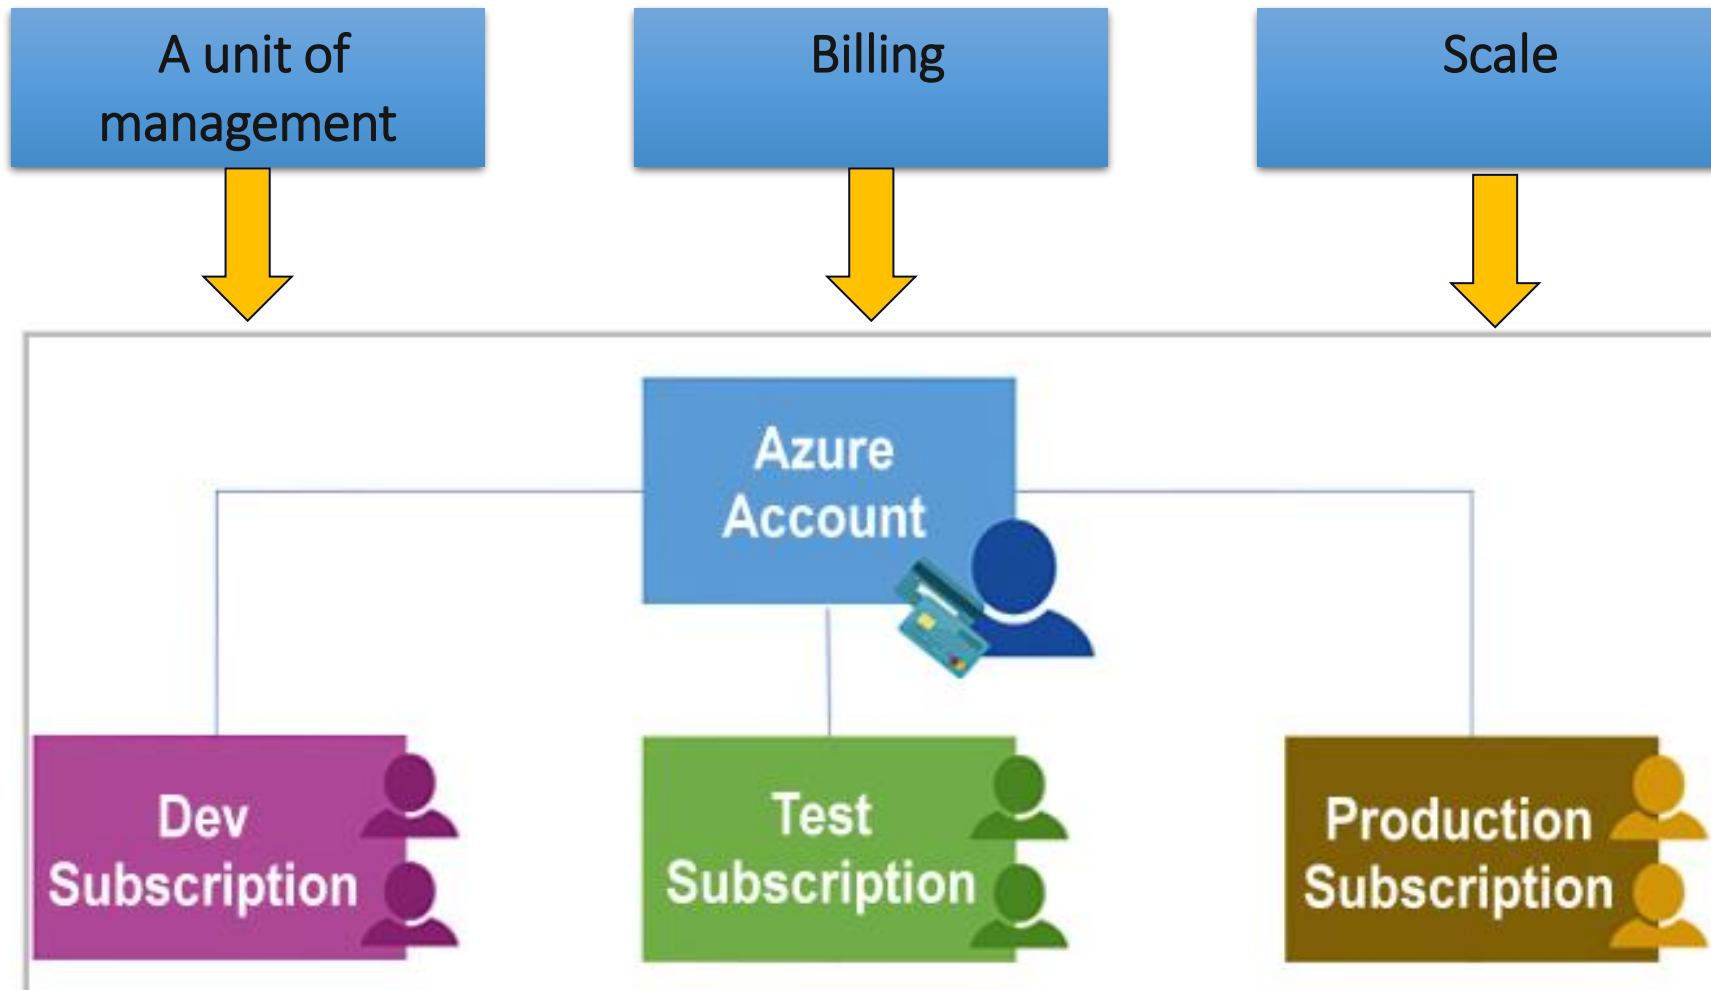 A unit of
management
Billing
Scale
Azure
Account
Dev
Subscription
Test
Subscription
Production
Subscription